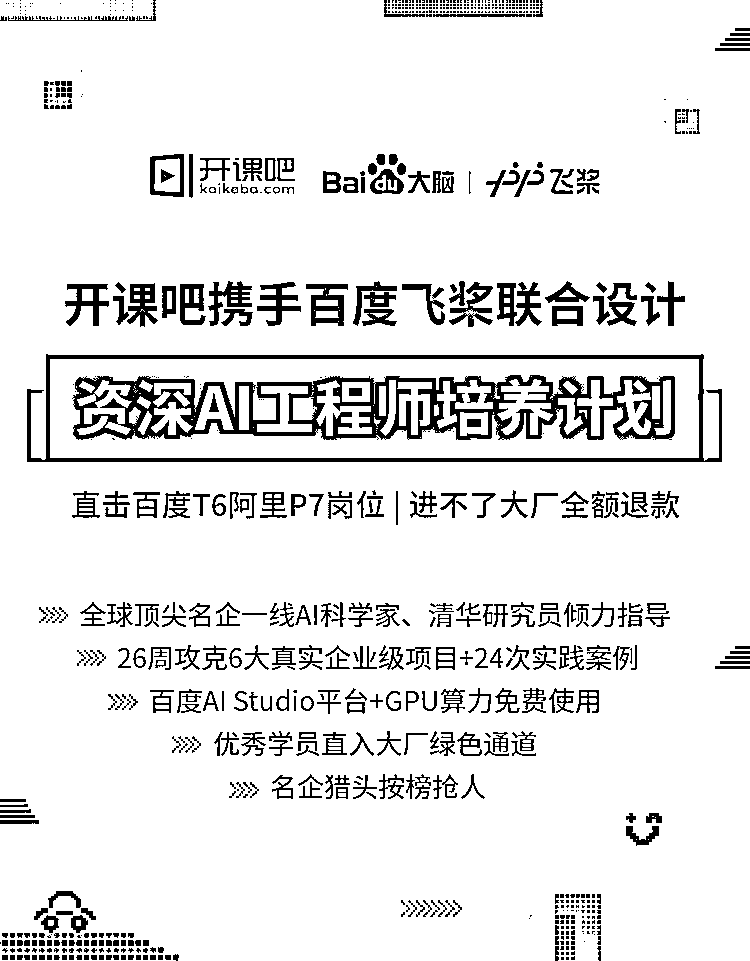 开课吧
kaikeba.com
Bai du 大脑 | 飞桨
开课吧携手百度飞桨联合设计
资深AI工程师培养计划
直击百度T6阿里P7岗位 | 进不了大厂全额退款
全球顶尖名企一线AI科学家、清华研究员倾力指导
26周攻克6大真实企业级项目+24次实践案例
百度AI Studio平台+GPU算力免费使用
优秀学员直入大厂绿色通道
名企猎头按榜抢人